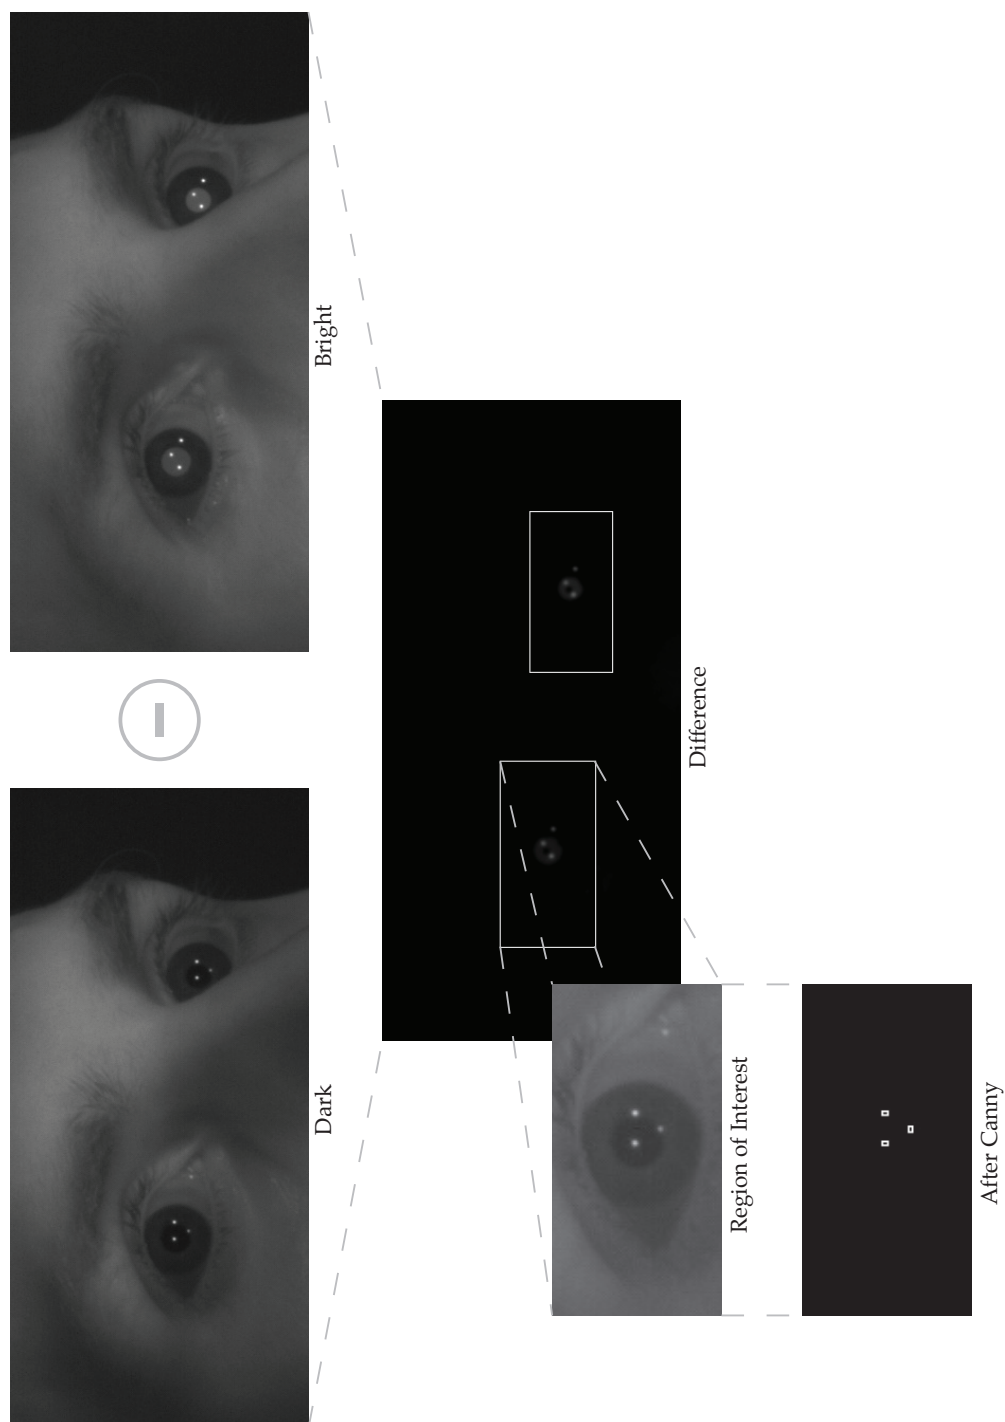 Dark
Bright
Difference
Region of Interest
After Canny